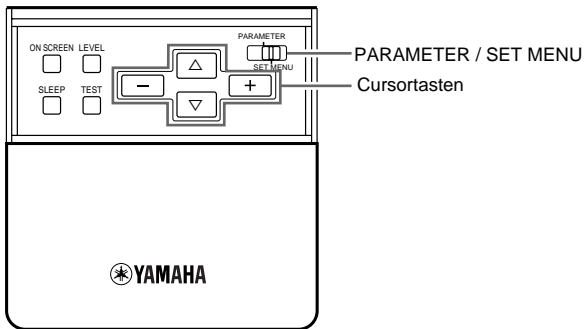 PARAMETER
ON SCREEN LEVEL
PARAMETER / SET MENU
SET MENU
SLEEP TEST
− +
Cursortasten
YAMAHA